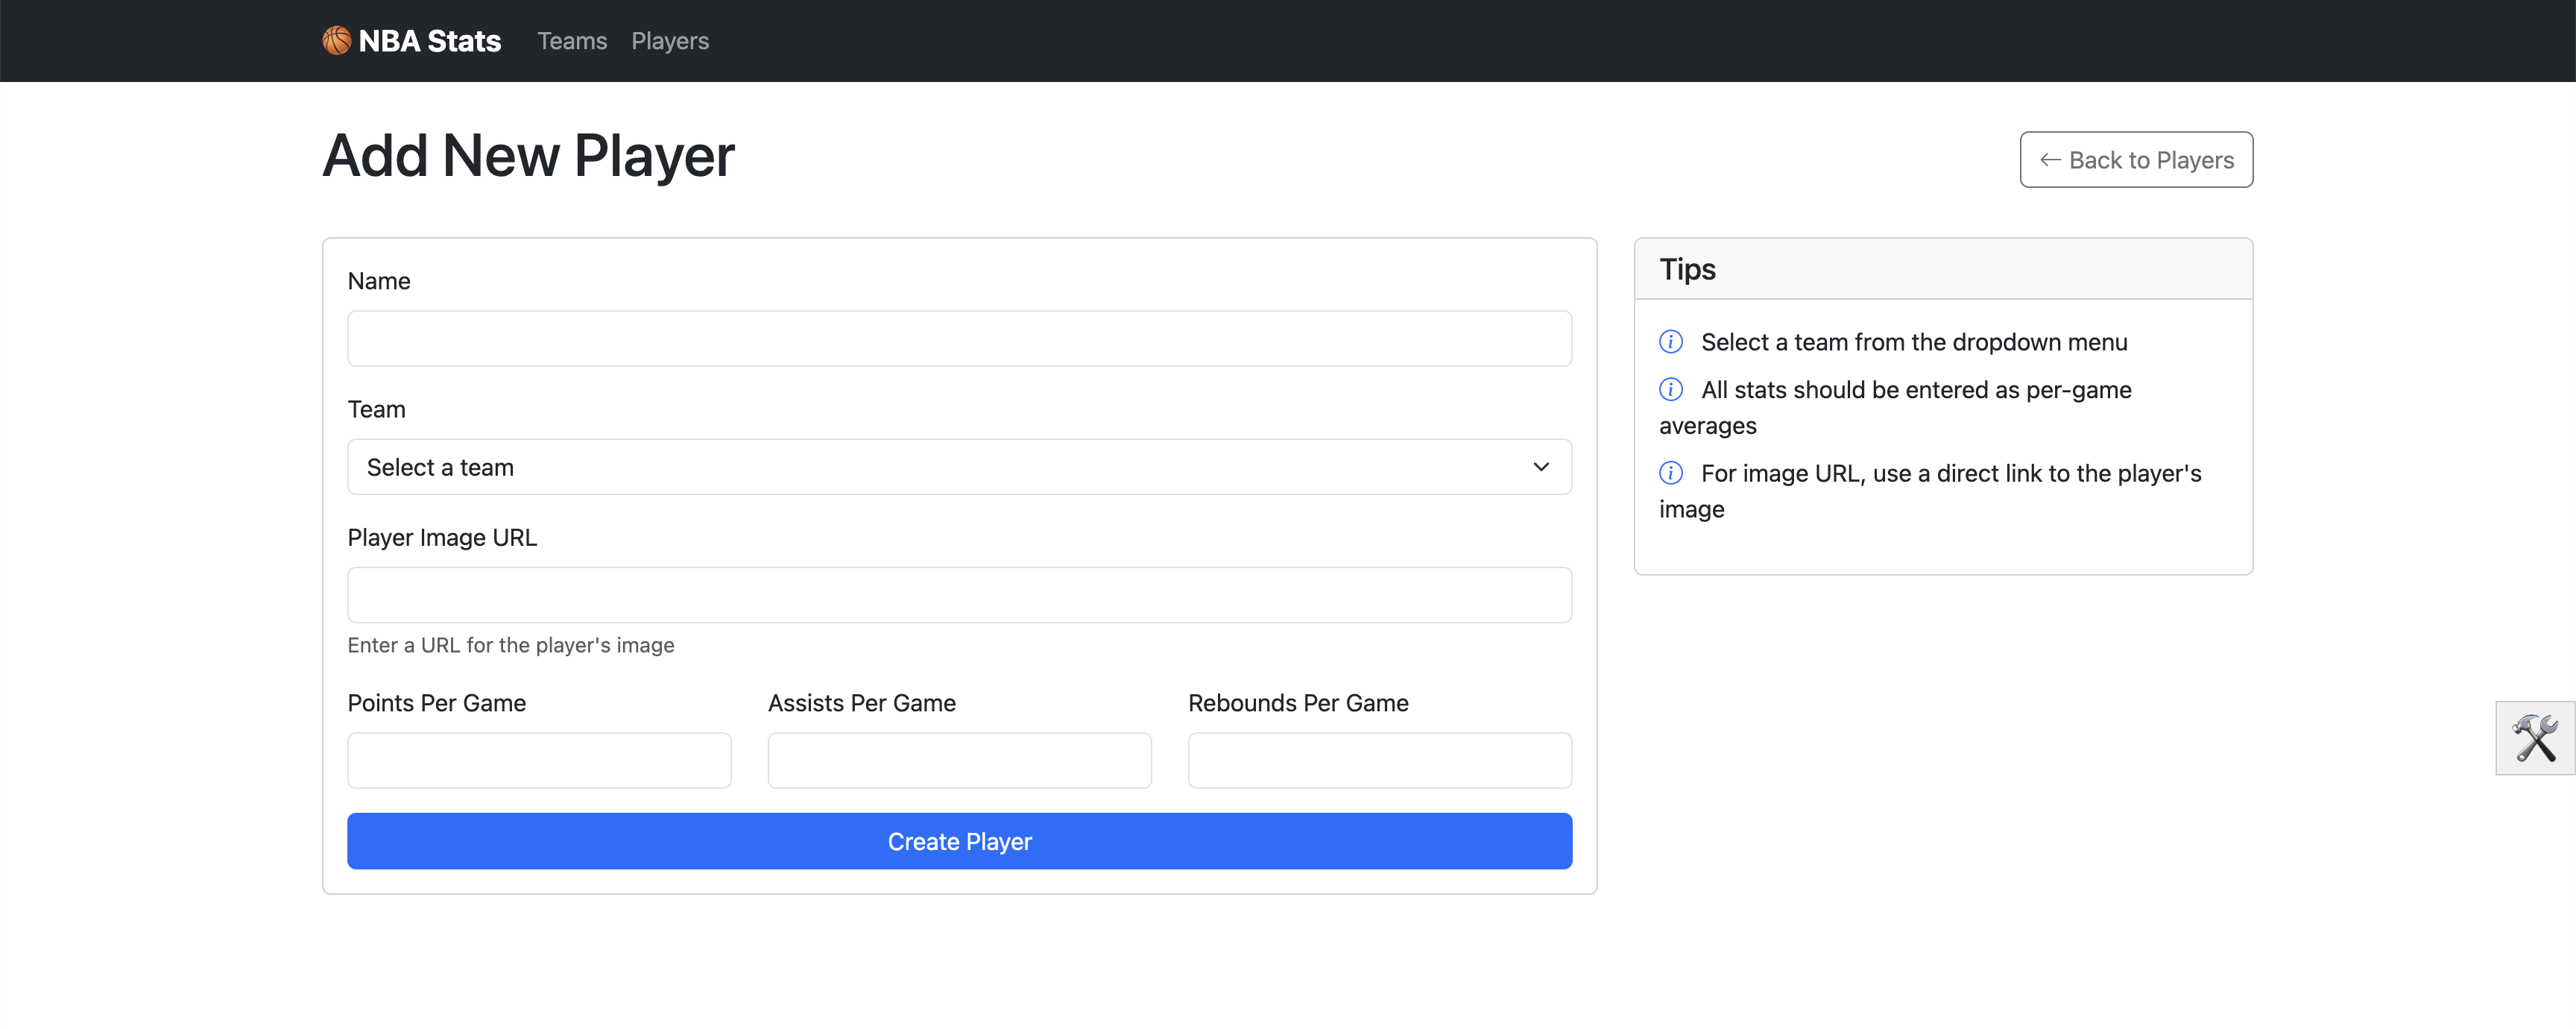 NBA Stats Teams Players
Add New Player
← Back to Players
Name
Team
Select a team
Player Image URL
Enter a URL for the player's image
Points Per Game
Assists Per Game
Rebounds Per Game
Create Player
Tips
Select a team from the dropdown menu
All stats should be entered as per-game
averages
For image URL, use a direct link to the player's
image